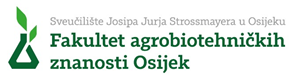 Sveučilište Josipa Jurja Strossmayera u Osijeku
Fakultet agrobiotehničkih
znanosti Osijek